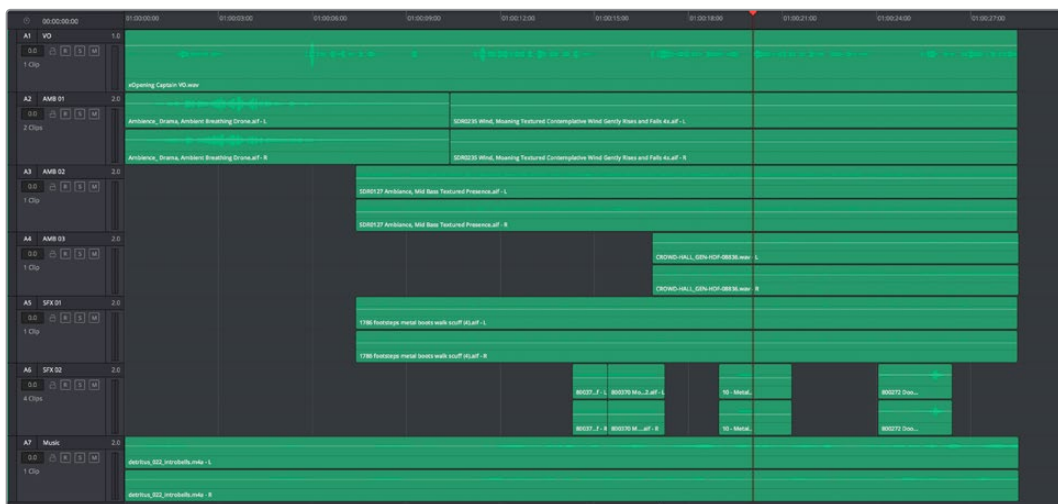 00:00:00:00 01:00:00:00 01:00:03:00 01:00:06:00 01:00:09:00 01:00:12:00 01:00:15:00 01:00:18:00 01:00:21:00 01:00:24:00 01:00:27:00
A1 VO 1.0
0.0 R S M
1 Clip
xOpening Captain VO.wav
A2 AMB 01 2.0
0.0 R S M
2 Clips
Ambience_ Drama, Ambient Breathing Drone.aif - L
SDR0235 Wind, Moaning Textured Contemplative Wind Gently Rises and Falls 4x.aif - L
Ambience_ Drama, Ambient Breathing Drone.aif - R
SDR0235 Wind, Moaning Textured Contemplative Wind Gently Rises and Falls 4x.aif - R
A3 AMB 02 2.0
0.0 R S M
1 Clip
SDR0127 Ambiance, Mid Bass Textured Presence.aif - L
SDR0127 Ambiance, Mid Bass Textured Presence.aif - R
A4 AMB 03 2.0
0.0 R S M
1 Clip
CROWD-HALL_GEN-HDF-08836.wav - L
CROWD-HALL_GEN-HDF-08836.wav - R
A5 SFX 01 2.0
0.0 R S M
1 Clip
1786 footsteps metal boots walk scuff (4).aif - L
1786 footsteps metal boots walk scuff (4).aif - R
A6 SFX 02 2.0
0.0 R S M
4 Clips
80037...f - L 800370 Mo...2.aif - L 10 - Metal... 800272 Doo...
80037...f - R 800370 M....aif - R 10 - Metal... 800272 Doo...
A7 Music 2.0
0.0 R S M
1 Clip
detritus_022_introbells.m4a - L
detritus_022_introbells.m4a - R